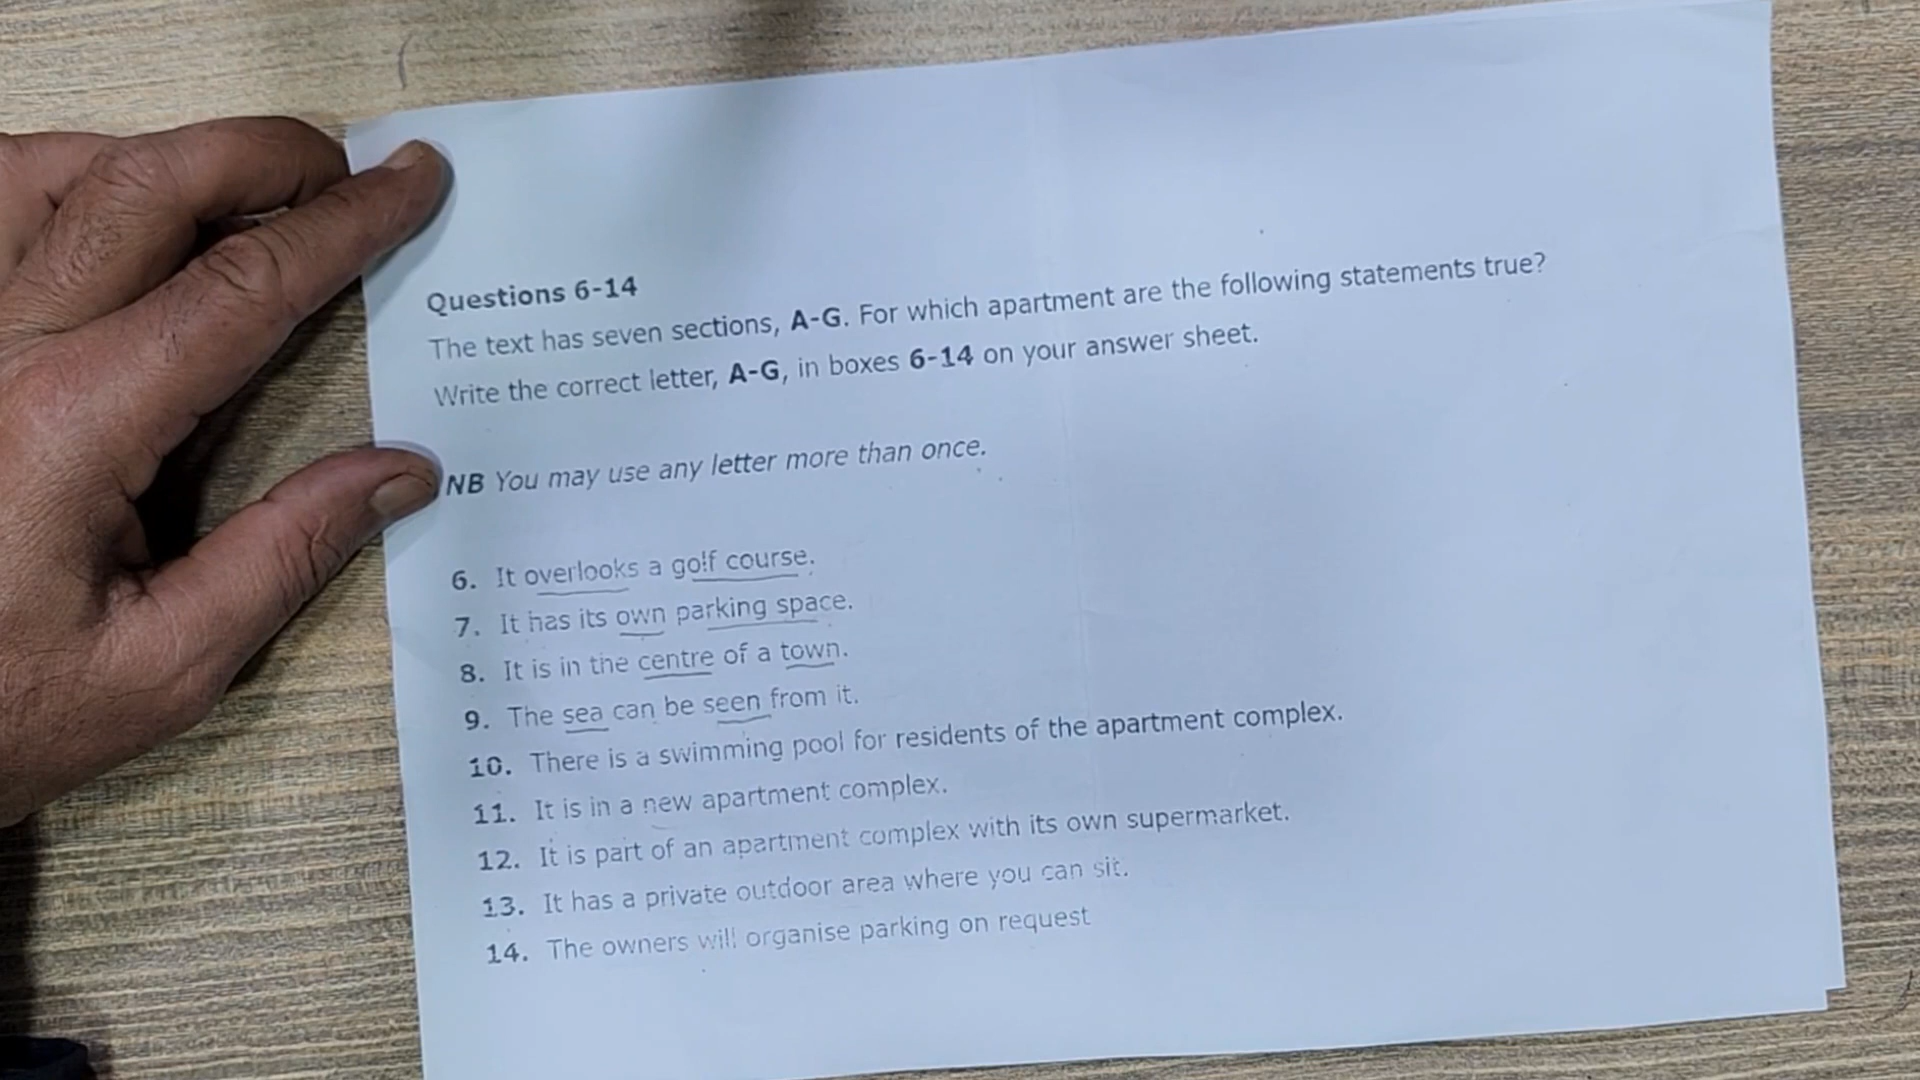 Questions 6-14
The text has seven sections, A-G. For which apartment are the following statements true?
Write the correct letter, A-G, in boxes 6-14 on your answer sheet.
NB You may use any letter more than once.
6. It overlooks a golf course.
7. It has its own parking space.
8. It is in the centre of a town.
9. The sea can be seen from it.
10. There is a swimming pool for residents of the apartment complex.
11. It is in a new apartment complex.
12. It is part of an apartment complex with its own supermarket.
13. It has a private outdoor area where you can sit.
14. The owners will organise parking on request